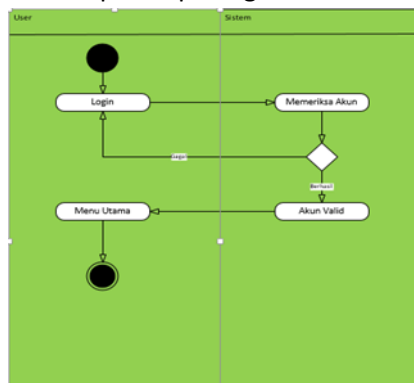 User
Sistem
Login
Memeriksa Akun
Gagal
Berhasil
Menu Utama
Akun Valid